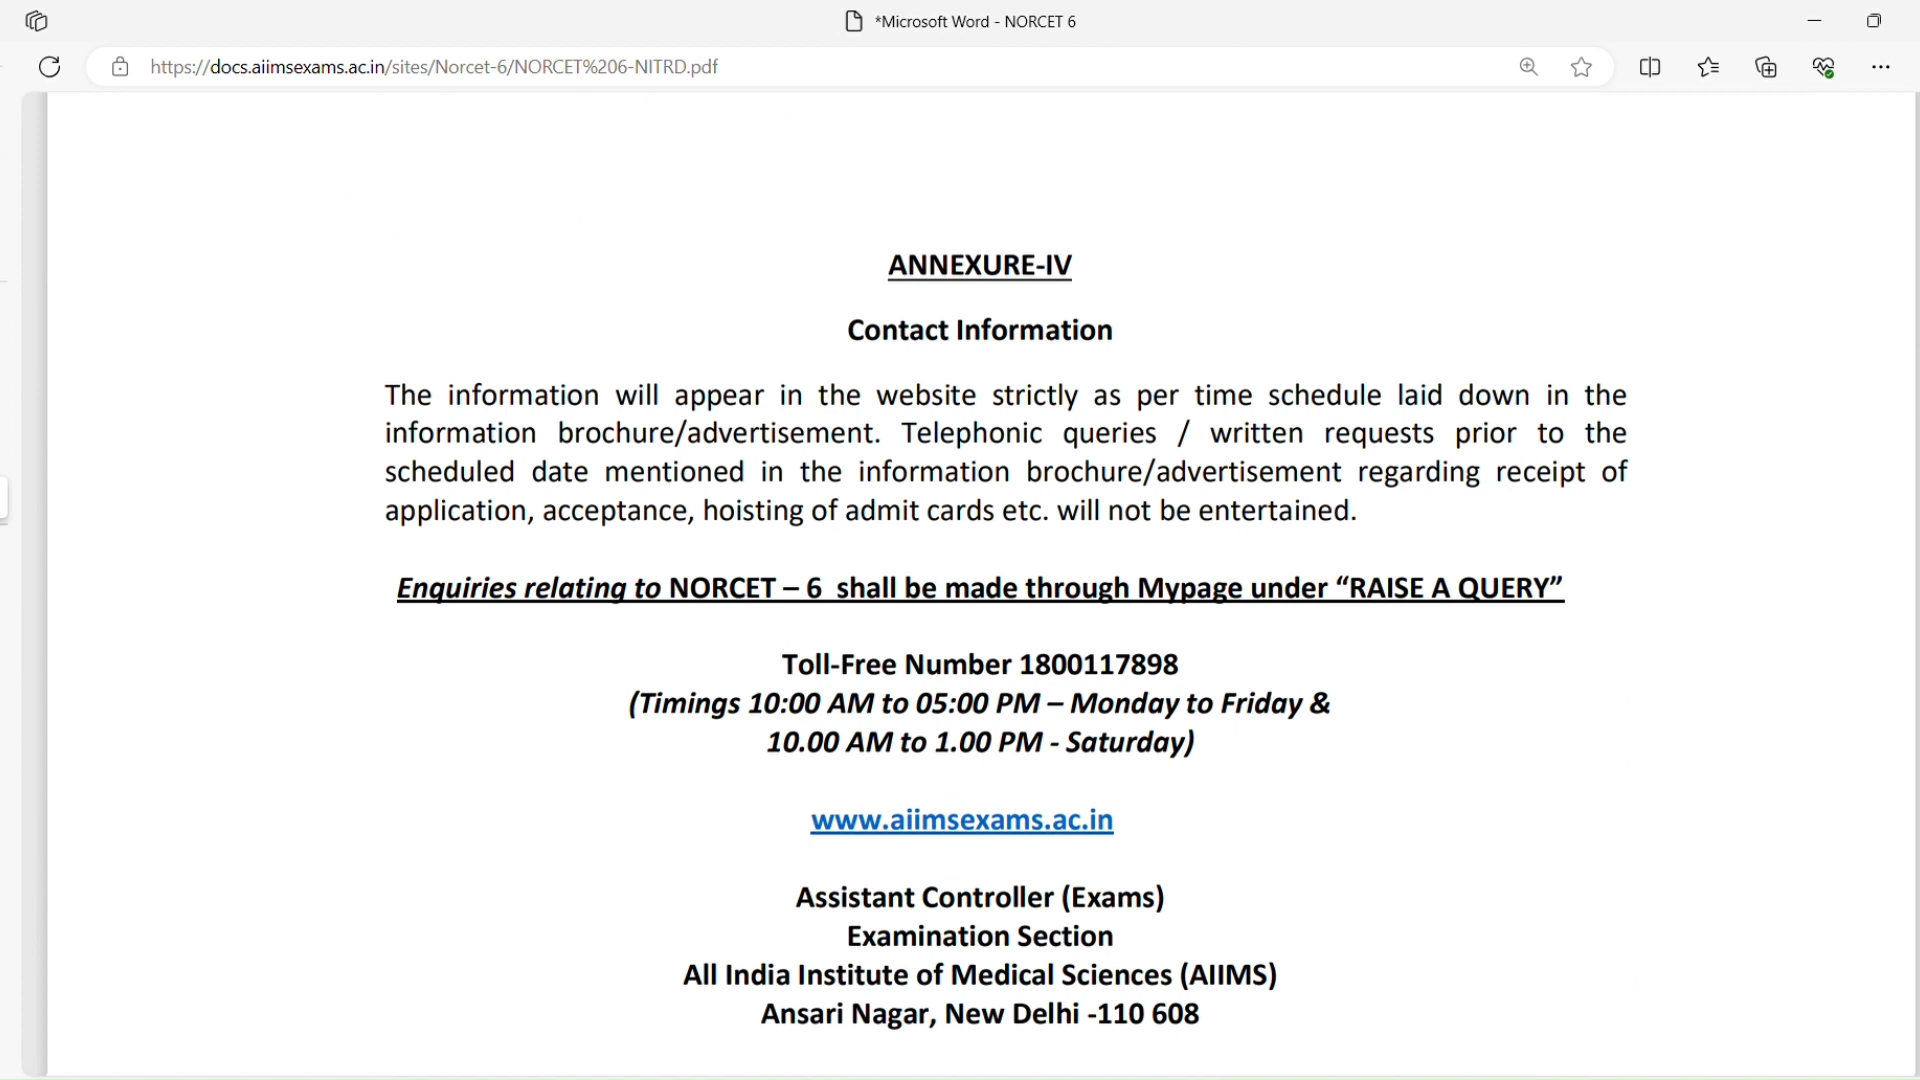 *Microsoft Word - NORCET 6
https://docs.aiimsexams.ac.in/sites/Norcet-6/NORCET%206-NITRD.pdf
ANNEXURE-IV
Contact Information
The information will appear in the website strictly as per time schedule laid down in the
information brochure/advertisement. Telephonic queries / written requests prior to the
scheduled date mentioned in the information brochure/advertisement regarding receipt of
application, acceptance, hoisting of admit cards etc. will not be entertained.
Enquiries relating to NORCET – 6 shall be made through Mypage under “RAISE A QUERY”
Toll-Free Number 1800117898
(Timings 10:00 AM to 05:00 PM – Monday to Friday &
10.00 AM to 1.00 PM - Saturday)
www.aiimsexams.ac.in
Assistant Controller (Exams)
Examination Section
All India Institute of Medical Sciences (AIIMS)
Ansari Nagar, New Delhi -110 608